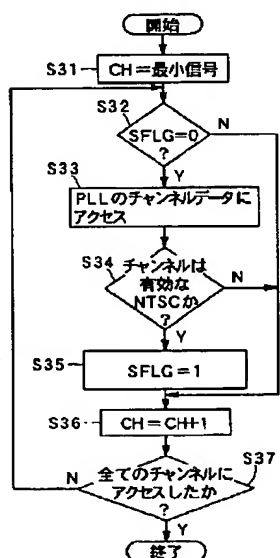 開始
S31
CH=最小信号
S32
SFLG=0
?
N
Y
S33
PLLのチャンネルデータに
アクセス
S34
チャンネルは
有効な
NTSCか
?
N
Y
S35
SFLG=1
S36
CH=CH+1
S37
全てのチャンネルに
アクセスしたか
?
N
Y
終了